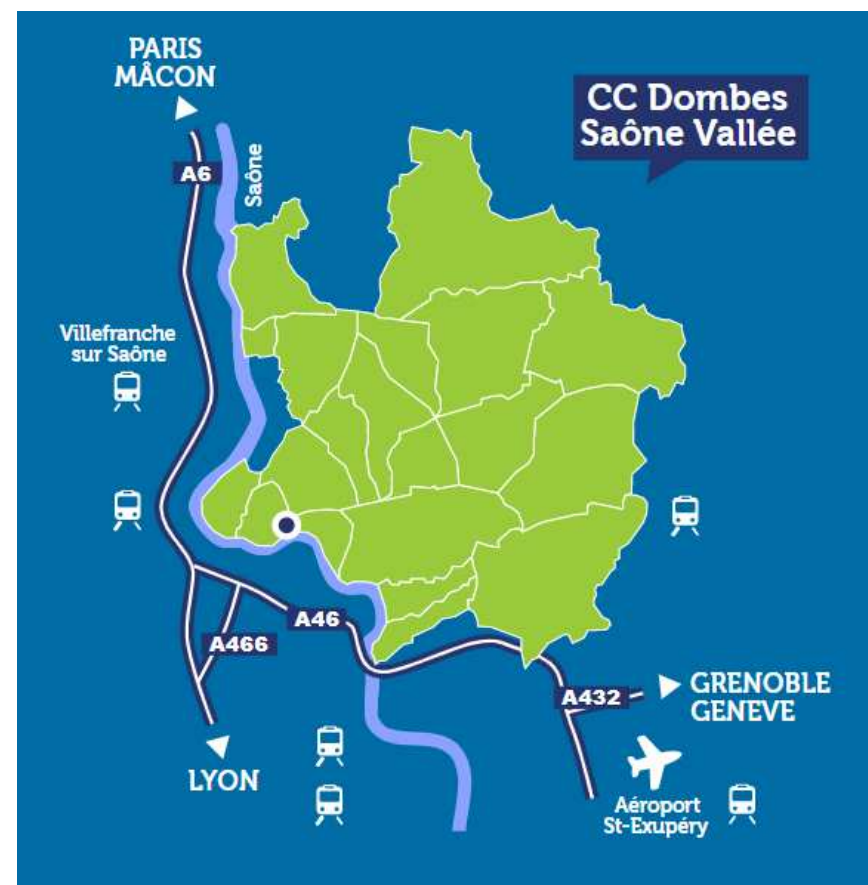 PARIS
MÂCON
CC Dombes
Saône Vallée
A6
Saône
Villefranche
sur Saône
A46
A466
A432
GRENOBLE
GENEVE
LYON
Aéroport
St-Exupéry